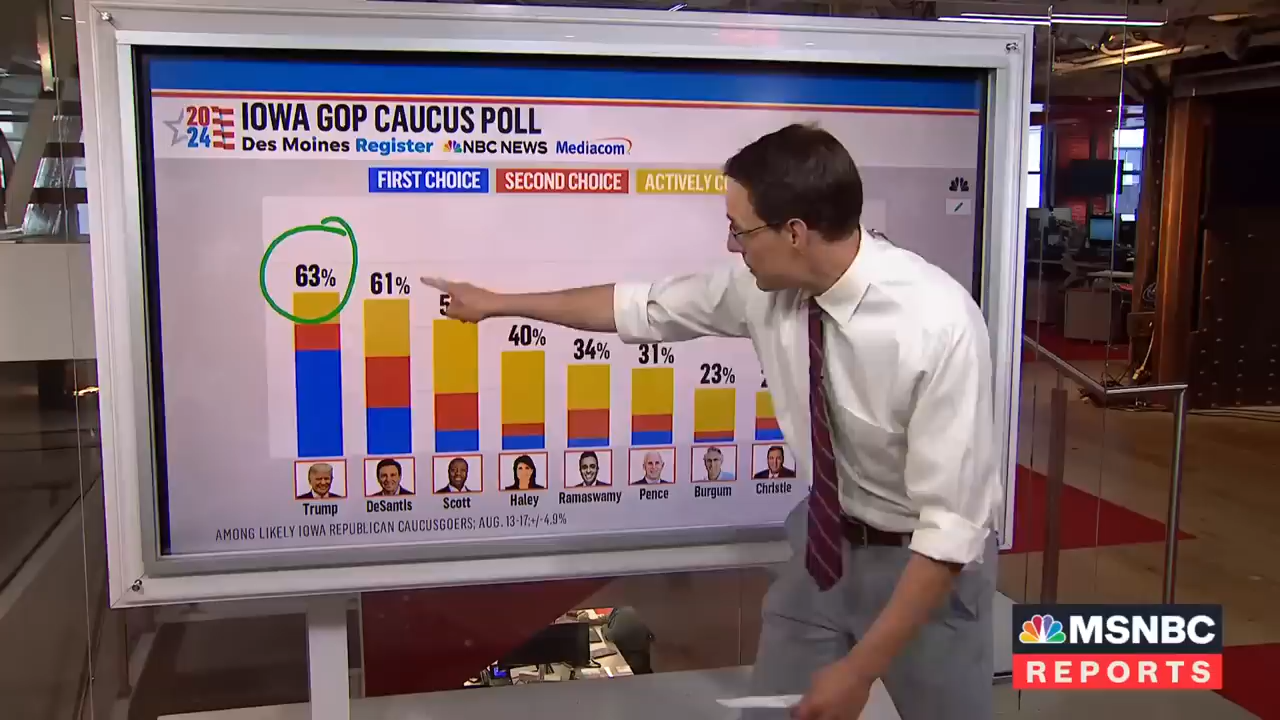 2024
IOWA GOP CAUCUS POLL
Des Moines Register NBC NEWS Mediacom
FIRST CHOICE SECOND CHOICE ACTIVELY
63% 61% 40% 34% 31% 23%
Trump DeSantis Scott Haley Ramaswamy Pence Burgum Christie
AMONG LIKELY IOWA REPUBLICAN CAUCUSGOERS; AUG. 13-17;+/-4.9%
MSNBC
REPORTS